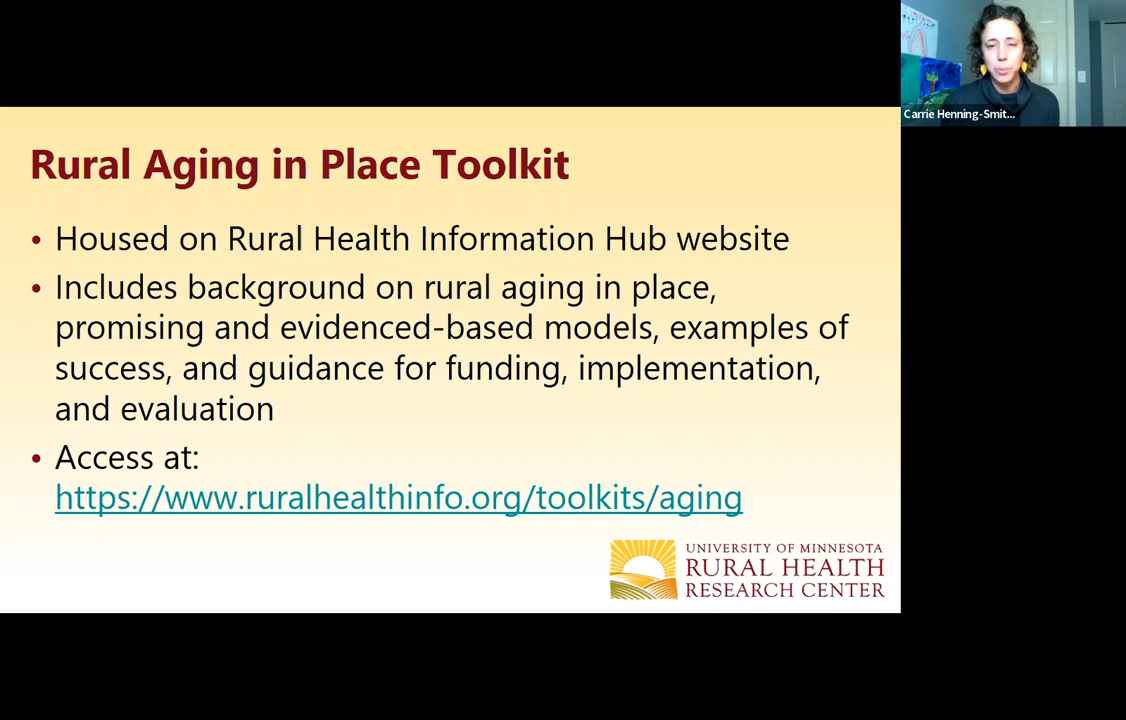 Carrie Henning-Smit...
Rural Aging in Place Toolkit
• Housed on Rural Health Information Hub website
• Includes background on rural aging in place,
promising and evidenced-based models, examples of
success, and guidance for funding, implementation,
and evaluation
• Access at:
https://www.ruralhealthinfo.org/toolkits/aging
UNIVERSITY OF MINNESOTA
RURAL HEALTH
RESEARCH CENTER